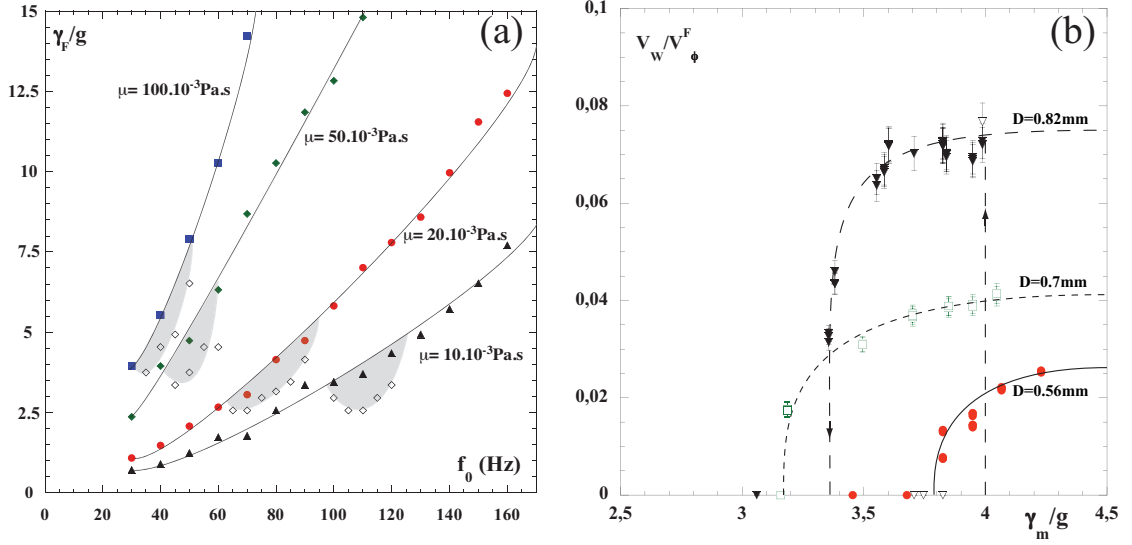 (a)
γF/g
15
12.5
10
7.5
5
2.5
0
μ= 100.10⁻³Pa.s
μ= 50.10⁻³Pa.s
μ= 20.10⁻³Pa.s
μ= 10.10⁻³Pa.s
f₀ (Hz)
0 20 40 60 80 100 120 140 160
(b)
V_W/V_ϕ^F
0,1
0,08
0,06
0,04
0,02
0
D=0.82mm
D=0.7mm
D=0.56mm
2,5 3 3,5 4 4,5
γm/g